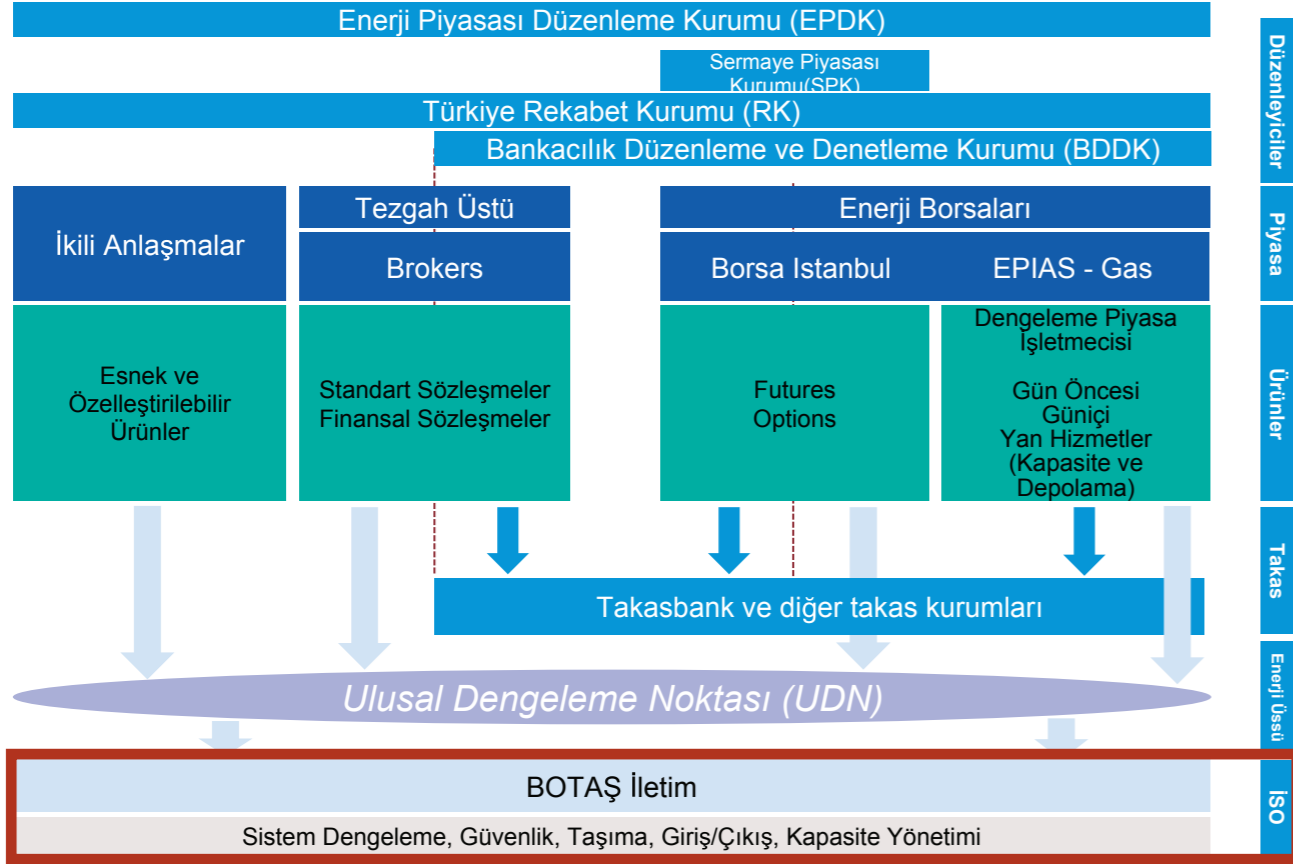 Enerji Piyasası Düzenleme Kurumu (EPDK)
Sermaye Piyasası
Kurumu(SPK)
Türkiye Rekabet Kurumu (RK)
Bankacılık Düzenleme ve Denetleme Kurumu (BDDK)
Düzenleyiciler
İkili Anlaşmalar
Tezgah Üstü
Brokers
Enerji Borsaları
Borsa Istanbul
EPIAS - Gas
Piyasa
Esnek ve
Özelleştirilebilir
Ürünler
Standart Sözleşmeler
Finansal Sözleşmeler
Futures
Options
Dengeleme Piyasa
İşletmecisi
Gün Öncesi
Güniçi
Yan Hizmetler
(Kapasite ve
Depolama)
Ürünler
Takasbank ve diğer takas kurumları
Takas
Ulusal Dengeleme Noktası (UDN)
Enerji Üssü
BOTAŞ İletim
Sistem Dengeleme, Güvenlik, Taşıma, Giriş/Çıkış, Kapasite Yönetimi
İSO